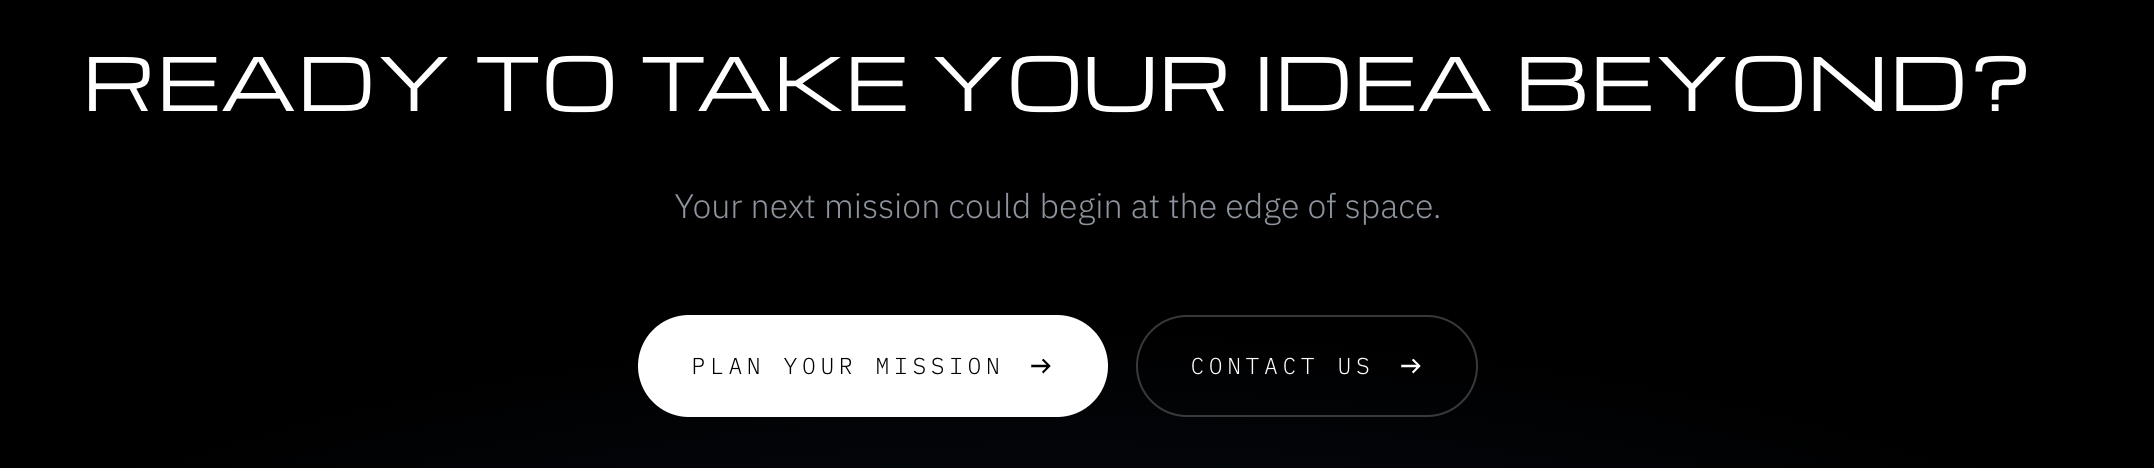 READY TO TAKE YOUR IDEA BEYOND?
Your next mission could begin at the edge of space.
PLAN YOUR MISSION →
CONTACT US →